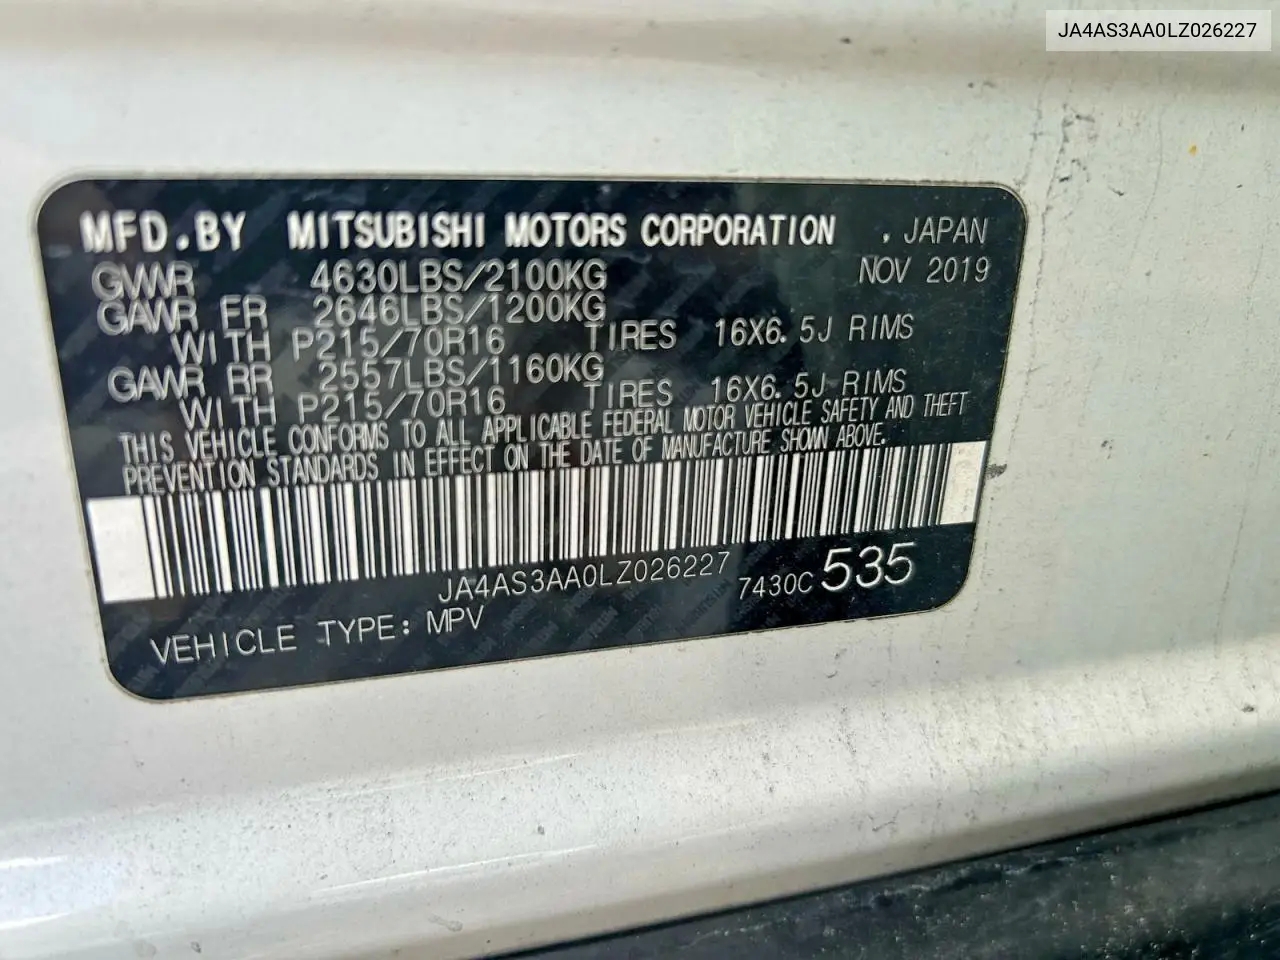 JA4AS3AA0LZ026227
MFD.BY MITSUBISHI MOTORS CORPORATION , JAPAN
GVWR 4630LBS/2100KG NOV 2019
GAWR FR 2646LBS/1200KG
WITH P215/70R16 TIRES 16X6.5J RIMS
GAWR RR 2557LBS/1160KG
WITH P215/70R16 TIRES 16X6.5J RIMS
THIS VEHICLE CONFORMS TO ALL APPLICABLE FEDERAL MOTOR VEHICLE SAFETY AND THEFT
PREVENTION STANDARDS IN EFFECT ON THE DATE OF MANUFACTURE SHOWN ABOVE.
JA4AS3AA0LZ026227 7430C 535
VEHICLE TYPE: MPV